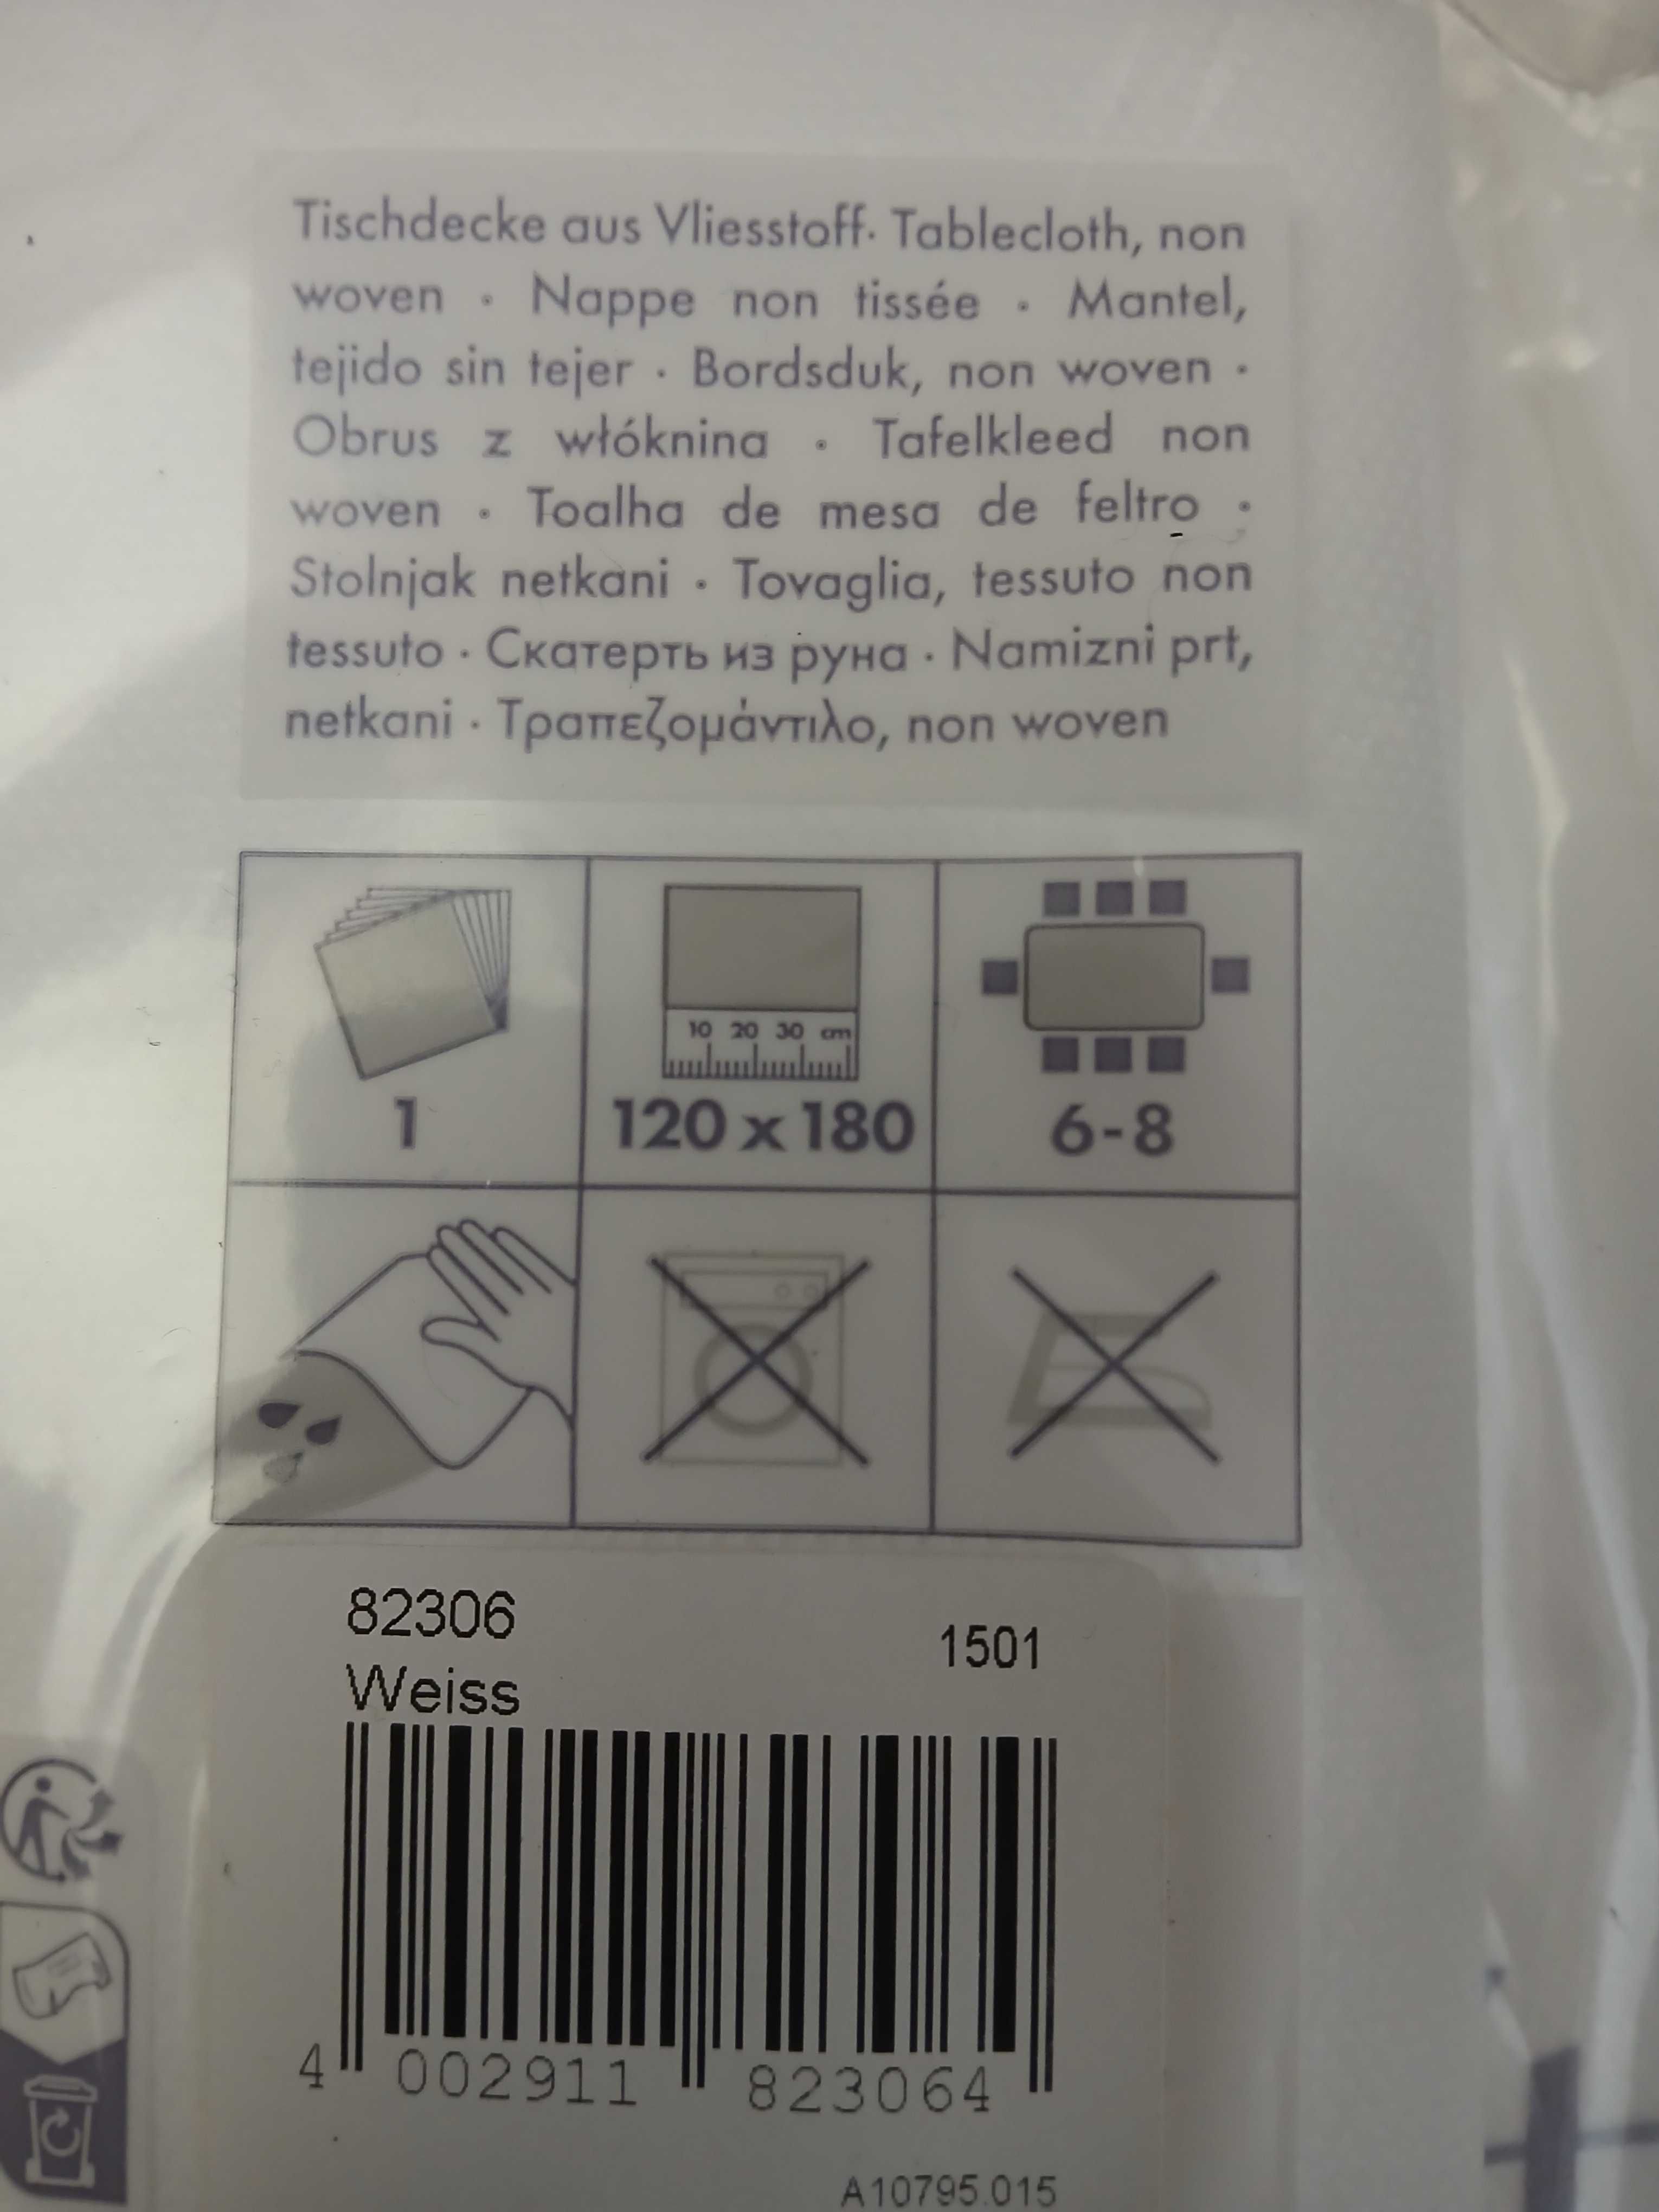 Tischdecke aus Vliesstoff· Tablecloth, non
woven · Nappe non tissée · Mantel,
tejido sin tejer · Bordsduk, non woven ·
Obrus z włóknina · Tafelkleed non
woven · Toalha de mesa de feltro ·
Stolnjak netkani · Tovaglia, tessuto non
tessuto · Скатерть из руна · Namizni prt,
netkani · Τραπεζομάντιλο, non woven
10 20 30 cm
1
120 x 180
6-8
82306
1501
Weiss
4 002911 823064
A10795.015